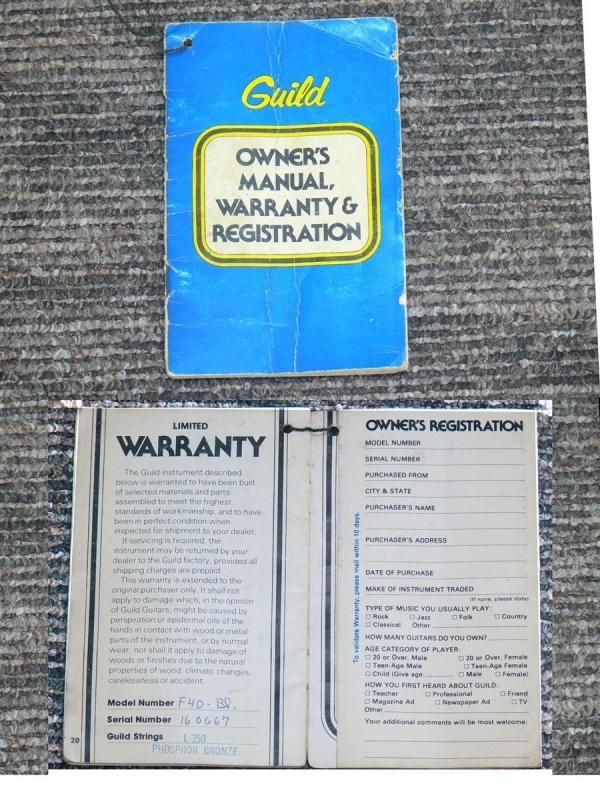 Guild
OWNER'S
MANUAL,
WARRANTY &
REGISTRATION
LIMITED
WARRANTY
The Guild instrument described
below is warranted to have been built
of selected materials and parts
assembled to meet the highest
standards of workmanship, and to have
been in perfect condition when
inspected for shipment to your dealer.
If servicing is required, the
instrument may be returned by your
dealer to the Guild factory, provided all
shipping charges are prepaid.
This warranty is extended to the
original purchaser only. It shall not
apply to damage which, in the opinion
of Guild Guitars, might be caused by
perspiration or epidermal oils of the
hands in contact with wood or metal
parts of the instrument, or by normal
wear; nor shall it apply to damage of
woods or finishes due to the natural
properties of wood, climatic changes,
carelessness or accident.
Model Number F40-Bl.
Serial Number 160667
Guild Strings L-350
PHOSPHOR BRONZE
20
To validate Warranty, please mail within 10 days.
OWNER'S REGISTRATION
MODEL NUMBER
SERIAL NUMBER
PURCHASED FROM
CITY & STATE
PURCHASER'S NAME
PURCHASER'S ADDRESS
DATE OF PURCHASE
MAKE OF INSTRUMENT TRADED
(If none, please state)
TYPE OF MUSIC YOU USUALLY PLAY:
□ Rock □ Jazz □ Folk □ Country
□ Classical Other
HOW MANY GUITARS DO YOU OWN?
AGE CATEGORY OF PLAYER:
□ 20 or Over, Male □ 20 or Over, Female
□ Teen-Age Male □ Teen-Age Female
□ Child (Give age: □ Male □ Female)
HOW YOU FIRST HEARD ABOUT GUILD:
□ Teacher □ Professional □ Friend
□ Magazine Ad □ Newspaper Ad □ TV
Other
Your additional comments will be most welcome: